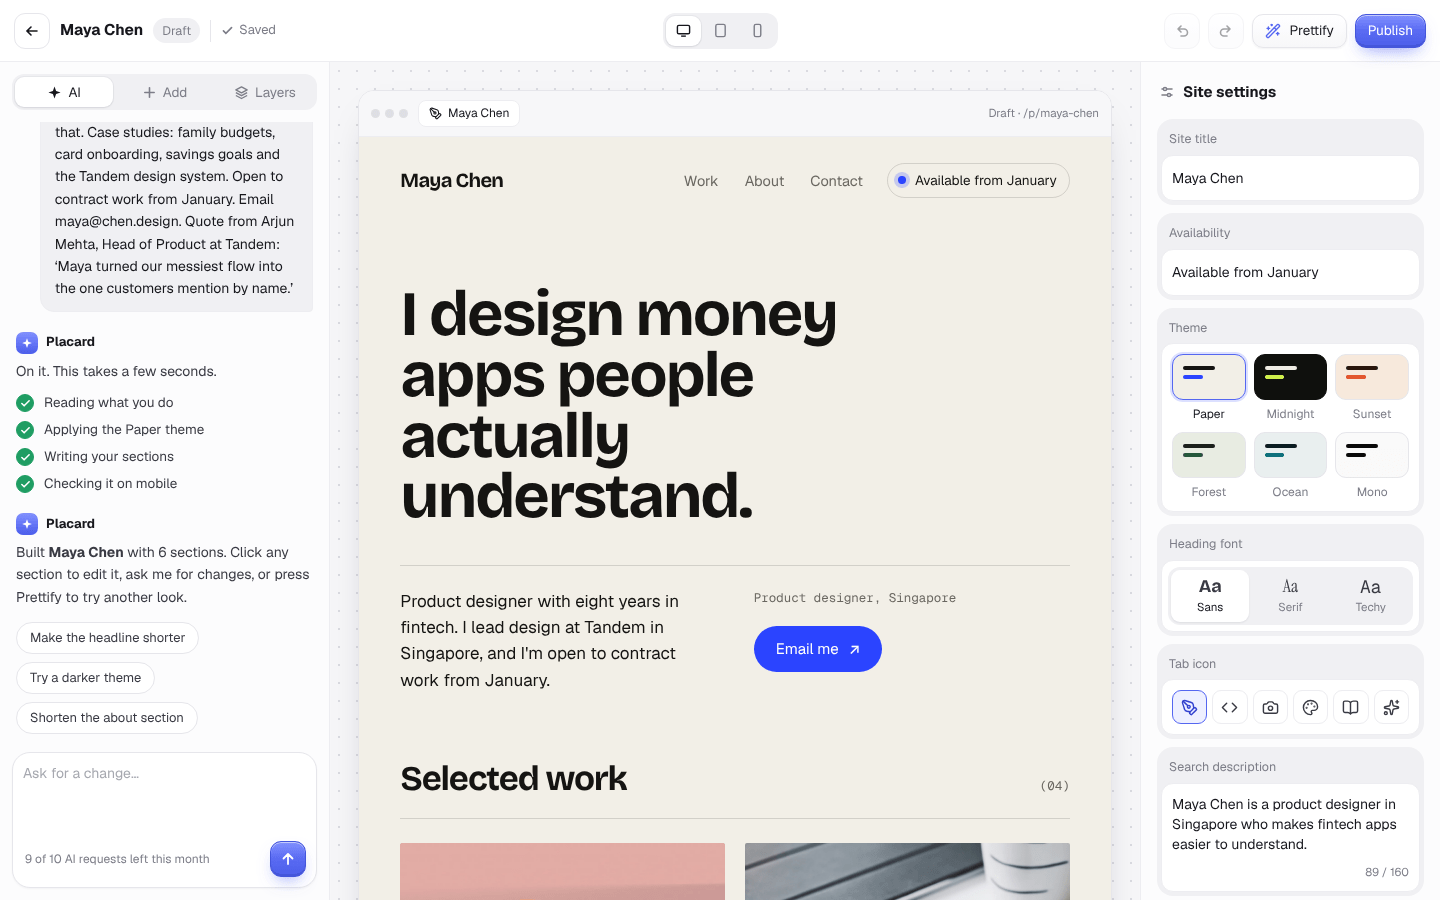 Maya Chen
Draft
Saved
Prettify
Publish
AI
Add
Layers
that. Case studies: family budgets,
card onboarding, savings goals and
the Tandem design system. Open to
contract work from January. Email
maya@chen.design. Quote from Arjun
Mehta, Head of Product at Tandem:
‘Maya turned our messiest flow into
the one customers mention by name.’
Placard
On it. This takes a few seconds.
Reading what you do
Applying the Paper theme
Writing your sections
Checking it on mobile
Placard
Built Maya Chen with 6 sections. Click any
section to edit it, ask me for changes, or press
Prettify to try another look.
Make the headline shorter
Try a darker theme
Shorten the about section
Ask for a change...
9 of 10 AI requests left this month
Maya Chen
Draft · /p/maya-chen
Maya Chen
Work
About
Contact
Available from January
I design money
apps people
actually
understand.
Product designer with eight years in
fintech. I lead design at Tandem in
Singapore, and I'm open to contract
work from January.
Product designer, Singapore
Email me
Selected work
(04)
Site settings
Site title
Maya Chen
Availability
Available from January
Theme
Paper
Midnight
Sunset
Forest
Ocean
Mono
Heading font
Aa
Sans
Aa
Serif
Aa
Techy
Tab icon
Search description
Maya Chen is a product designer in
Singapore who makes fintech apps
easier to understand.
89 / 160